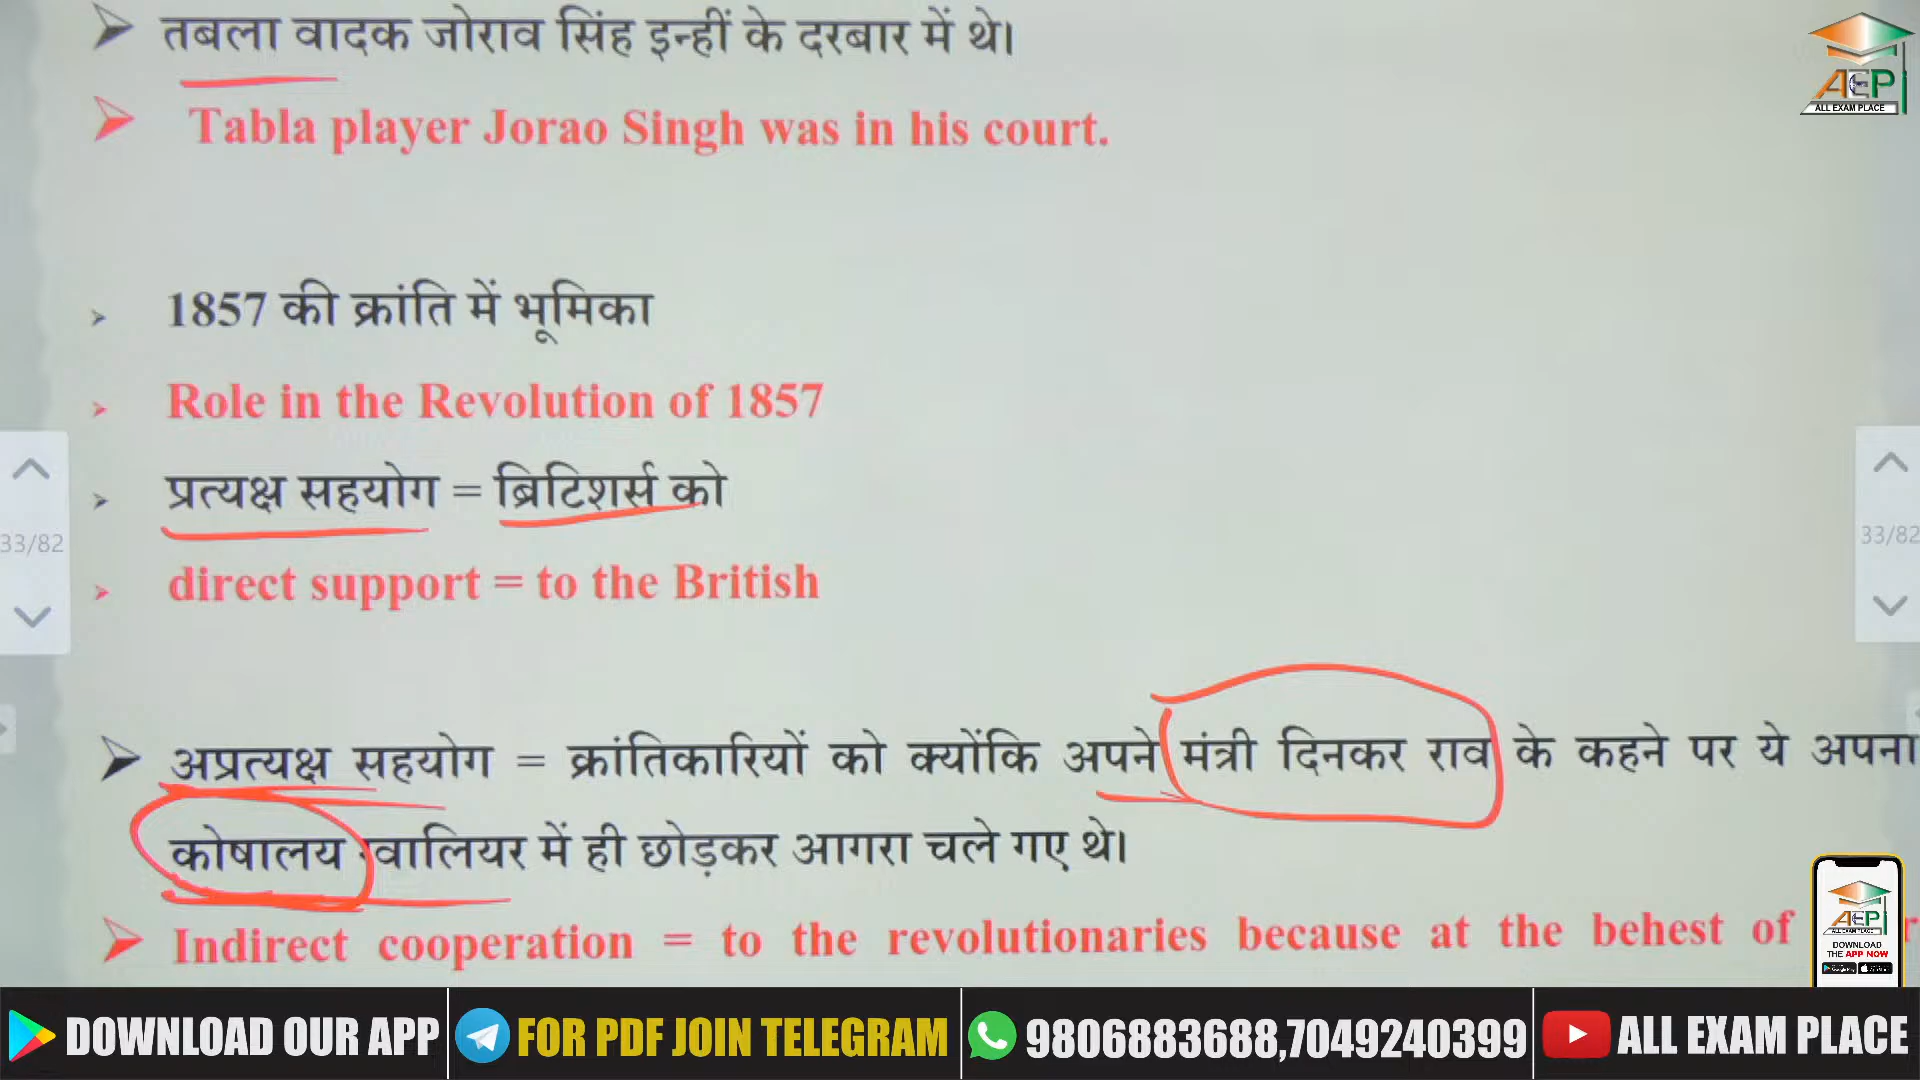 तबला वादक जोराव सिंह इन्हीं के दरबार में थे।
AEP
ALL EXAM PLACE
Tabla player Jorao Singh was in his court.
1857 की क्रांति में भूमिका
Role in the Revolution of 1857
प्रत्यक्ष सहयोग = ब्रिटिशर्स को
33/82
33/82
direct support = to the British
अप्रत्यक्ष सहयोग = क्रांतिकारियों को क्योंकि अपने मंत्री दिनकर राव के कहने पर ये अपना
कोषालय ग्वालियर में ही छोड़कर आगरा चले गए थे।
Indirect cooperation = to the revolutionaries because at the behest of
AEP
ALL EXAM PLACE
DOWNLOAD
THE APP NOW
DOWNLOAD OUR APP
FOR PDF JOIN TELEGRAM
9806883688,7049240399
ALL EXAM PLACE